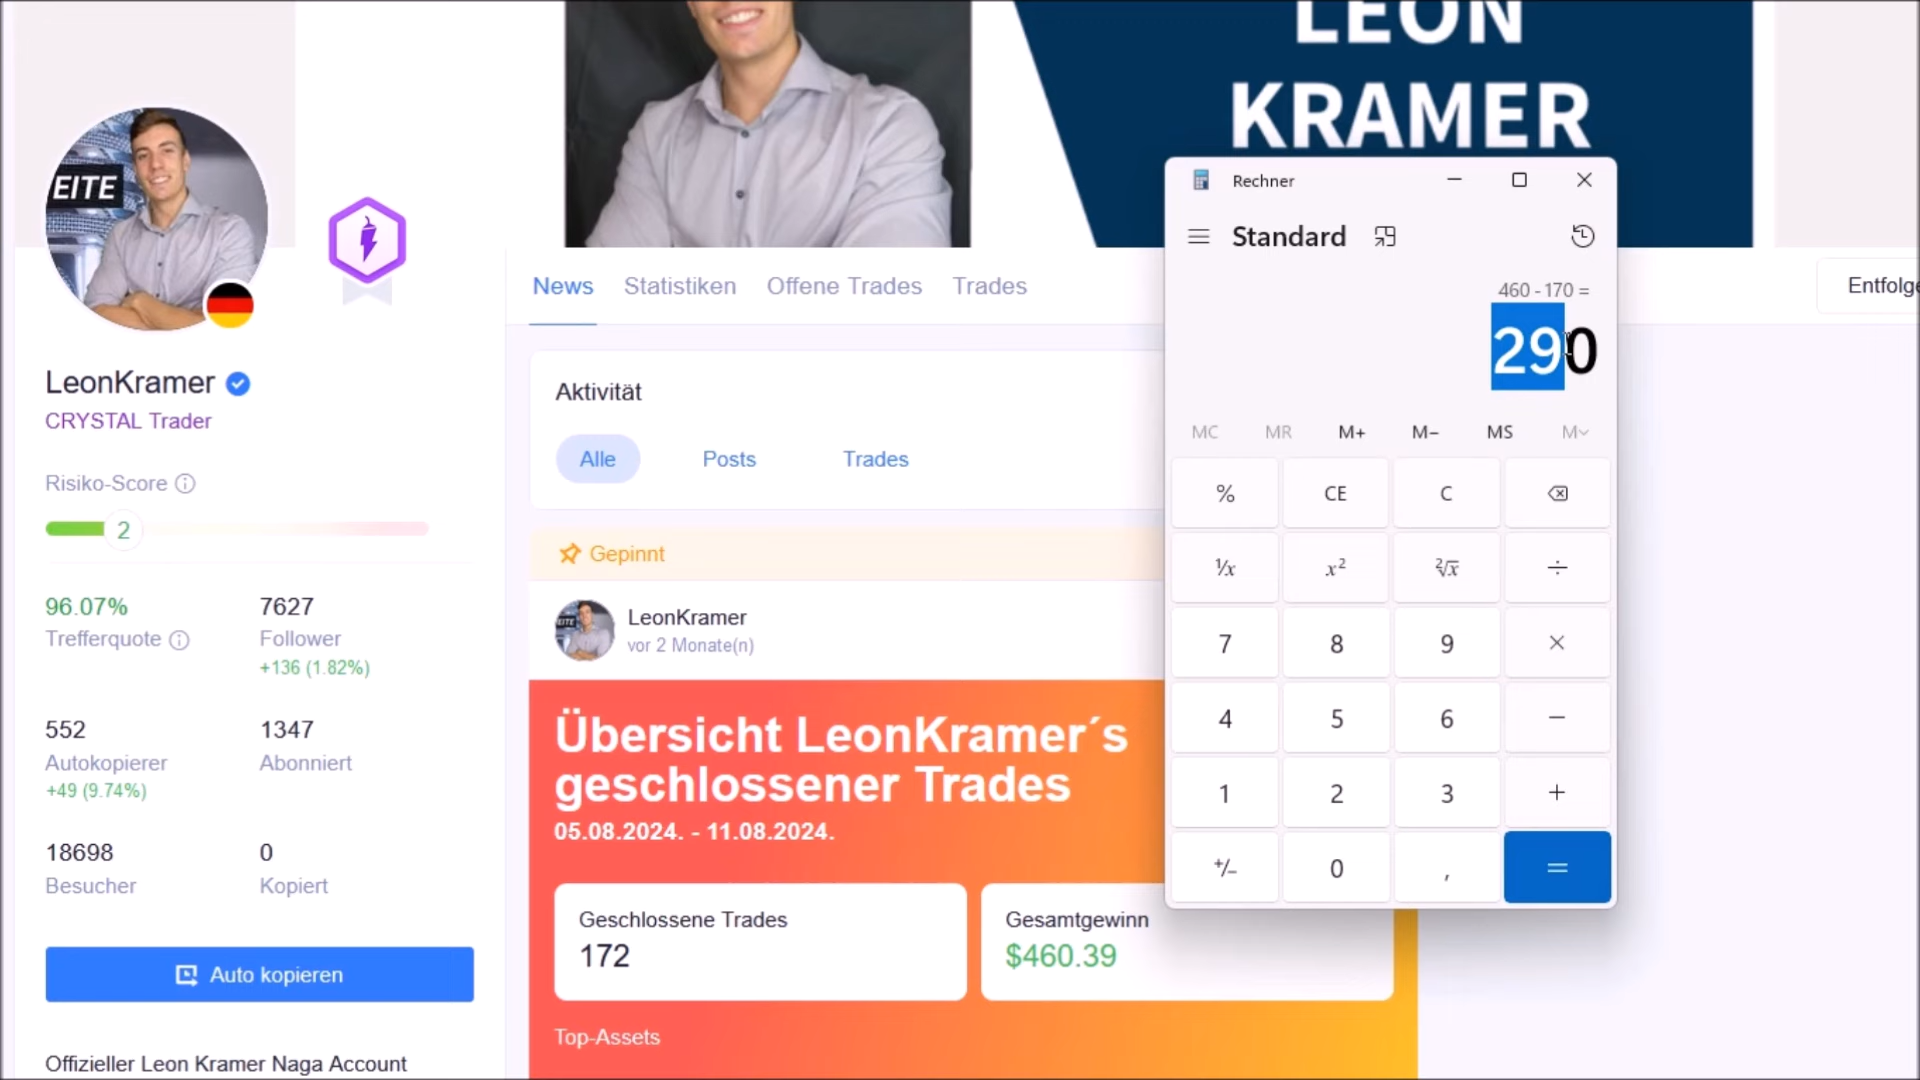 LEON
KRAMER
EITE
LeonKramer
CRYSTAL Trader
Risiko-Score
2
96.07%
Trefferquote
7627
Follower
+136 (1.82%)
552
Autokopierer
+49 (9.74%)
1347
Abonniert
18698
Besucher
0
Kopiert
Auto kopieren
Offizieller Leon Kramer Naga Account
News Statistiken Offene Trades Trades
Entfolge
Aktivität
Alle Posts Trades
Gepinnt
LeonKramer
vor 2 Monate(n)
Übersicht LeonKramer´s
geschlossener Trades
05.08.2024. - 11.08.2024.
Geschlossene Trades
172
Gesamtgewinn
$460.39
Top-Assets
Rechner
Standard
460 - 170 =
290
MC MR M+ M− MS M
% CE C
¹/x x² ²√x ÷
7 8 9 ×
4 5 6 −
1 2 3 +
+/− 0 , =